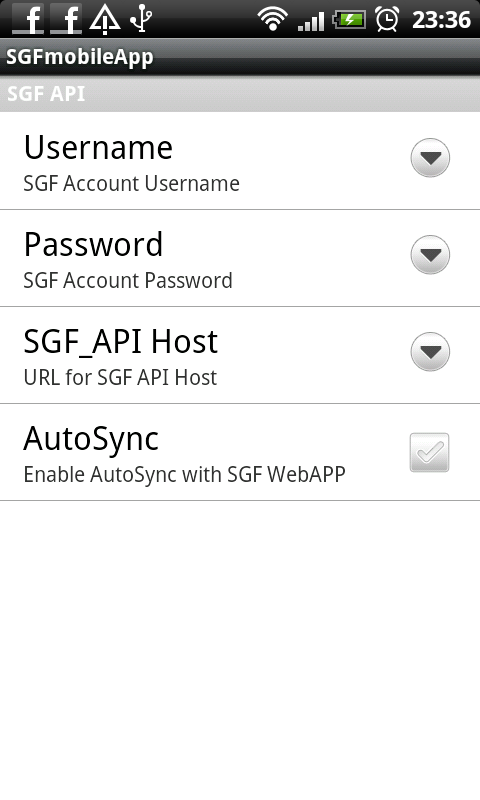 23:36
SGFmobileApp
SGF API
Username
SGF Account Username
Password
SGF Account Password
SGF_API Host
URL for SGF API Host
AutoSync
Enable AutoSync with SGF WebAPP